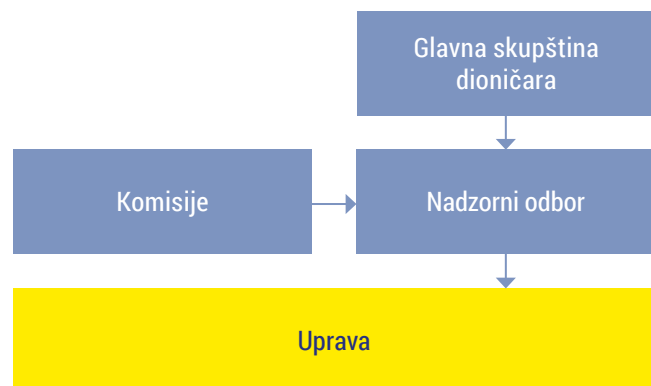 Glavna skupština
dioničara
Komisije
Nadzorni odbor
Uprava